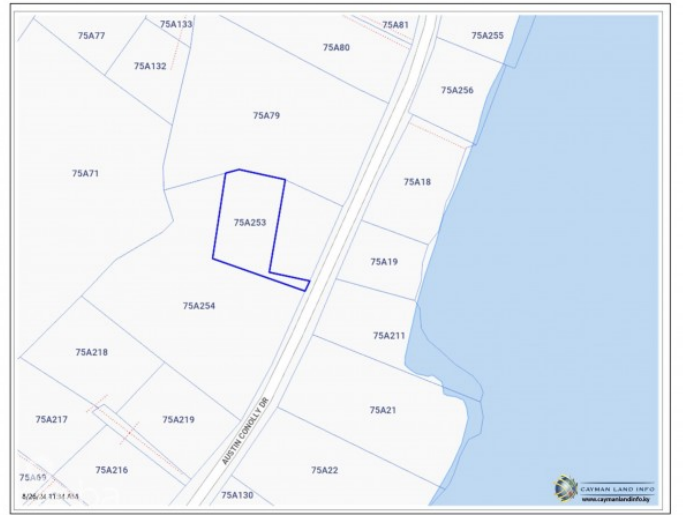 75A133
75A81
75A77
75A80
75A255
75A132
75A256
75A79
75A71
75A18
75A253
75A19
75A254
75A211
75A218
75A21
75A217
75A219
AUSTIN CONOLLY DR
75A216
75A22
75A130
CAYMAN LAND INFO
www.caymanlandinfo.ky